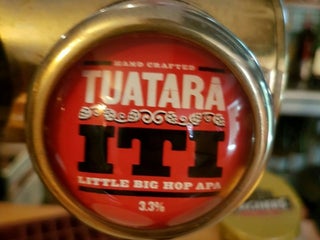 HAND CRAFTED
TUATARA
ITI
LITTLE BIG HOP APA
3.3%